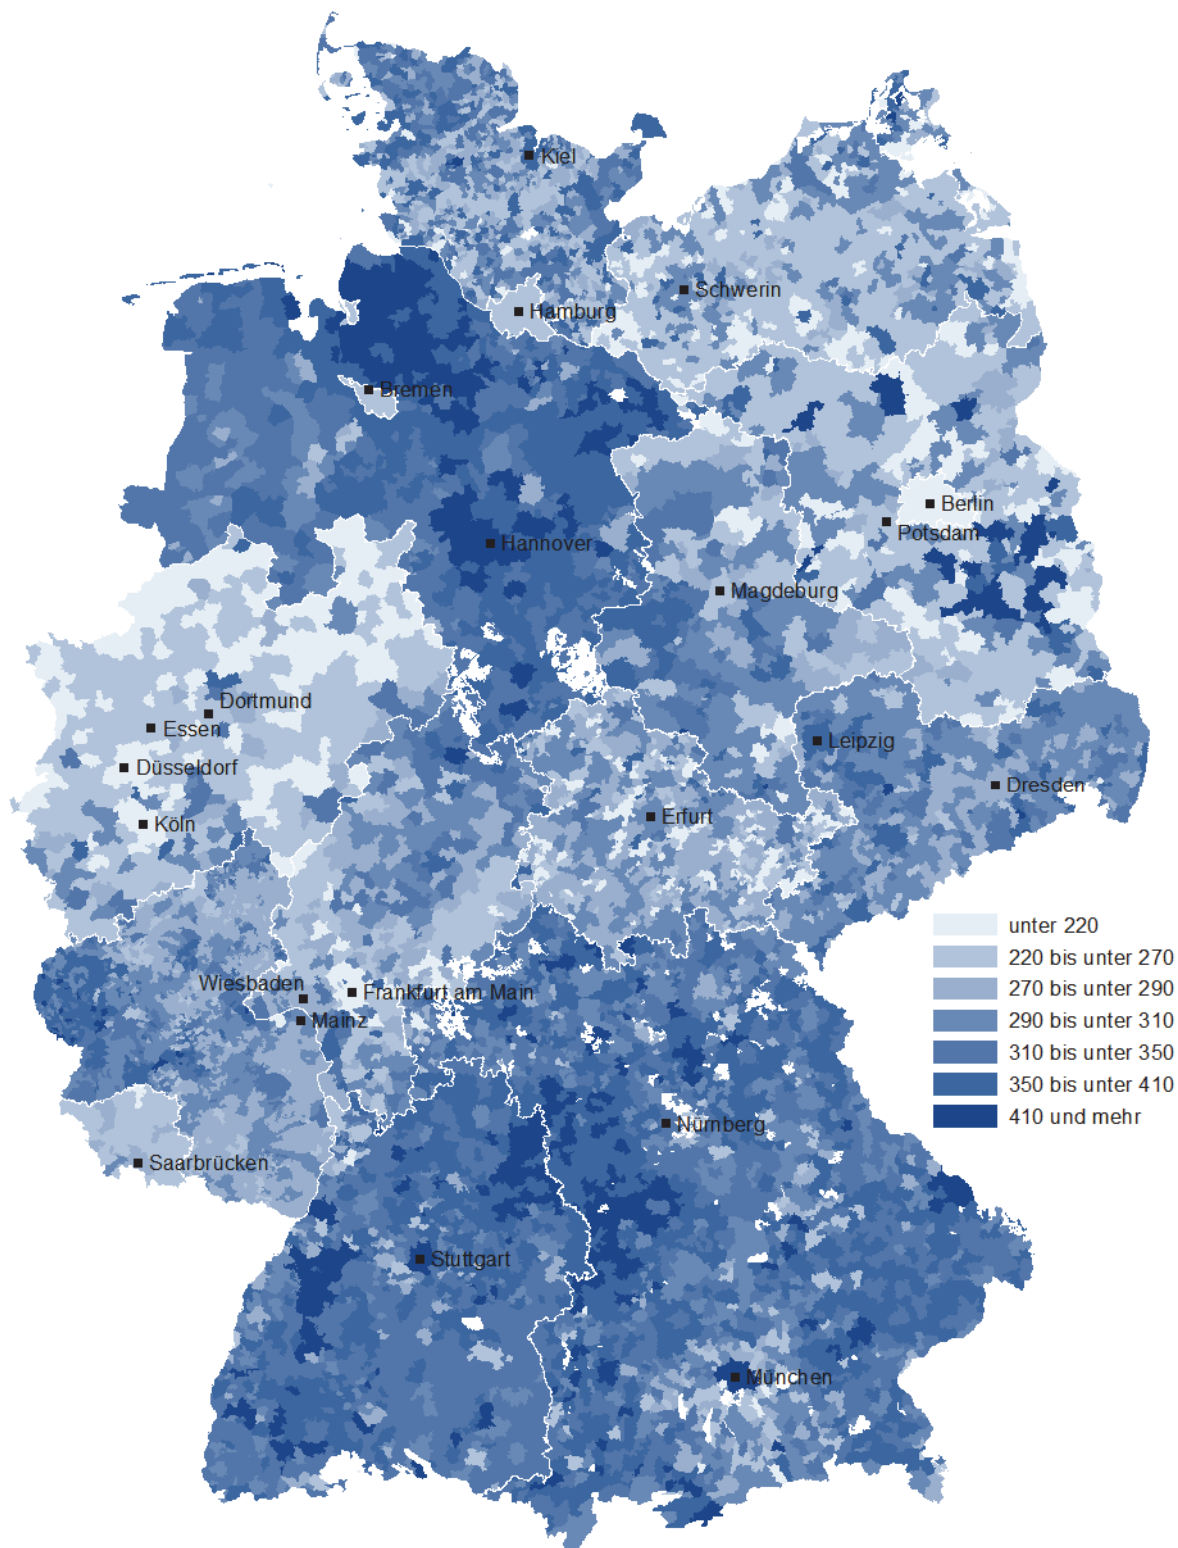 Kiel
Schwerin
Hamburg
Bremen
Berlin
Potsdam
Hannover
Magdeburg
Dortmund
Essen
Düsseldorf
Köln
Leipzig
Dresden
Erfurt
Wiesbaden
Frankfurt am Main
Mainz
Nürnberg
Saarbrücken
Stuttgart
München
unter 220
220 bis unter 270
270 bis unter 290
290 bis unter 310
310 bis unter 350
350 bis unter 410
410 und mehr